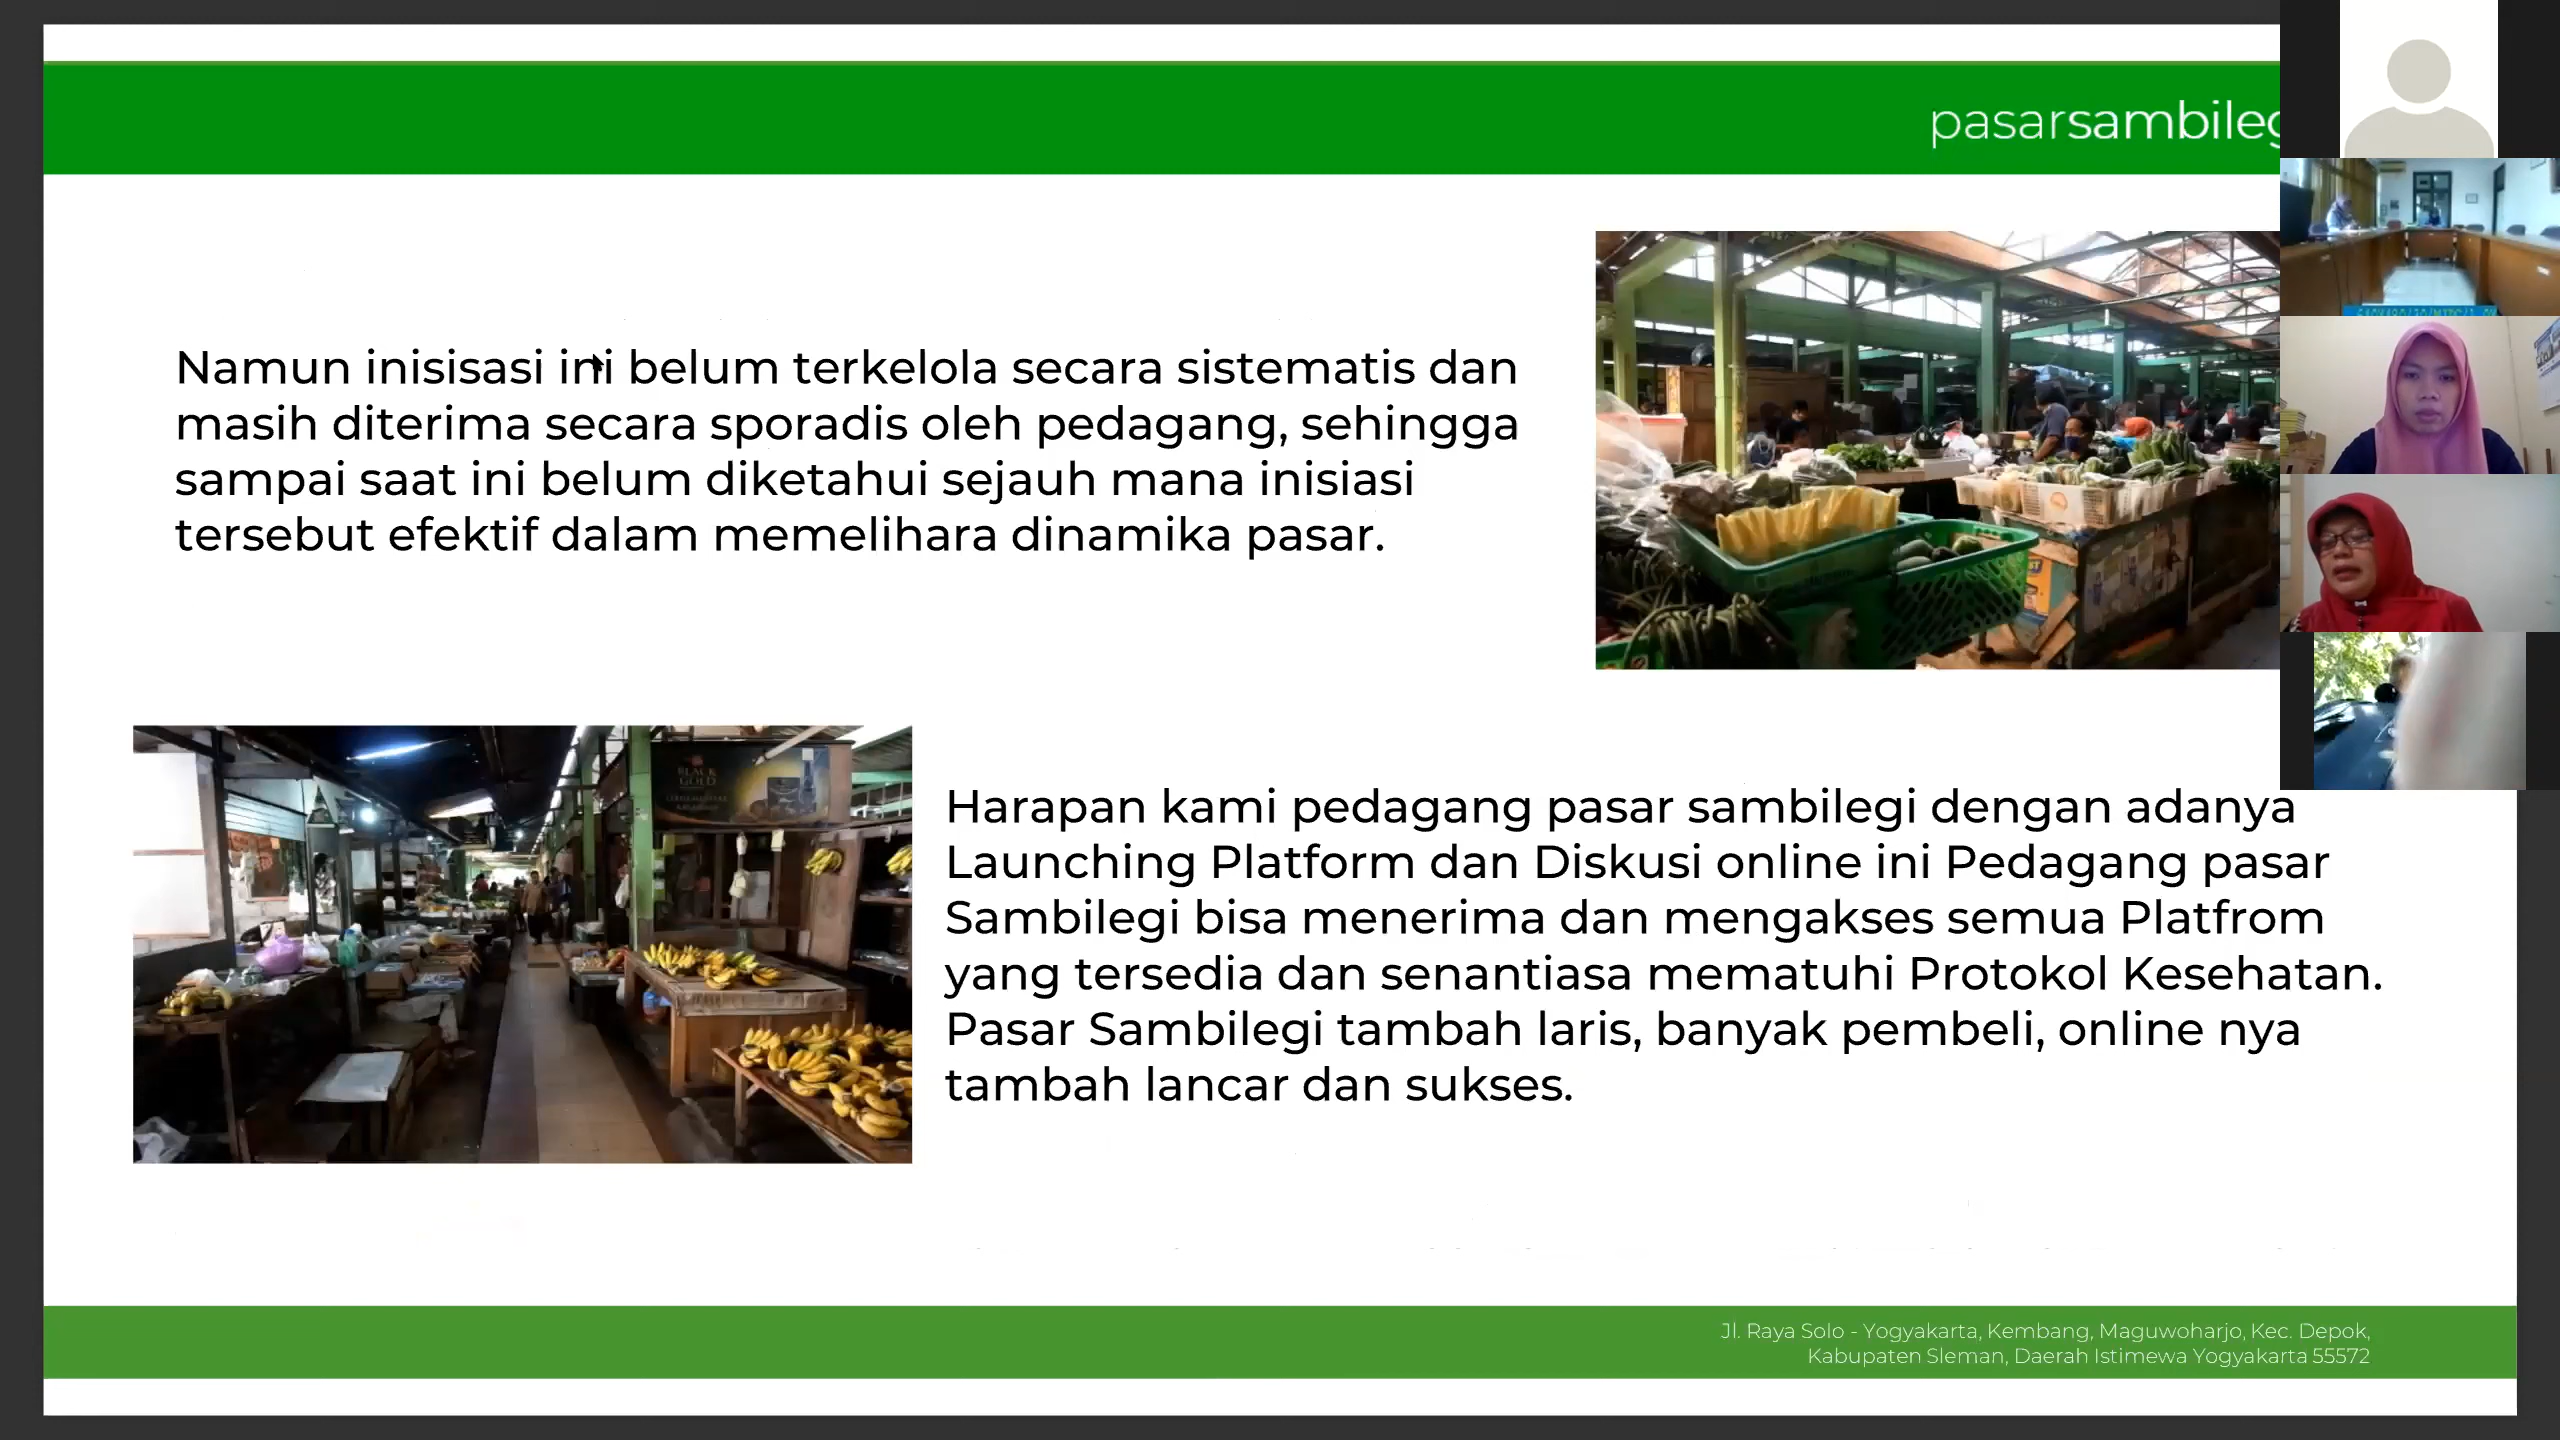 pasarsambileg
Namun inisisasi ini belum terkelola secara sistematis dan
masih diterima secara sporadis oleh pedagang, sehingga
sampai saat ini belum diketahui sejauh mana inisiasi
tersebut efektif dalam memelihara dinamika pasar.
BLACK
GOLD
Harapan kami pedagang pasar sambilegi dengan adanya
Launching Platform dan Diskusi online ini Pedagang pasar
Sambilegi bisa menerima dan mengakses semua Platfrom
yang tersedia dan senantiasa mematuhi Protokol Kesehatan.
Pasar Sambilegi tambah laris, banyak pembeli, online nya
tambah lancar dan sukses.
Jl. Raya Solo - Yogyakarta, Kembang, Maguwoharjo, Kec. Depok,
Kabupaten Sleman, Daerah Istimewa Yogyakarta 55572